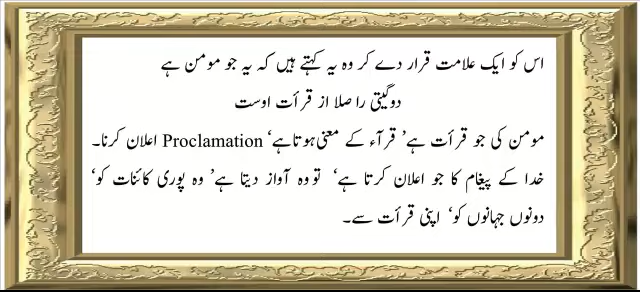 اس کو ایک علامت قرار دے کر وہ یہ کہتے ہیں کہ یہ جو مومن ہے
دوگیتی را صلا از قرأت اوست
مومن کی جو قرأت ہے’ قرآء کے معنی ہوتا ہے‘ Proclamation اعلان کرنا۔
خدا کے پیغام کا جو اعلان کرتا ہے‘ تو وہ آواز دیتا ہے’ وہ پوری کائنات کو‘
دونوں جہانوں کو‘ اپنی قرأت سے۔